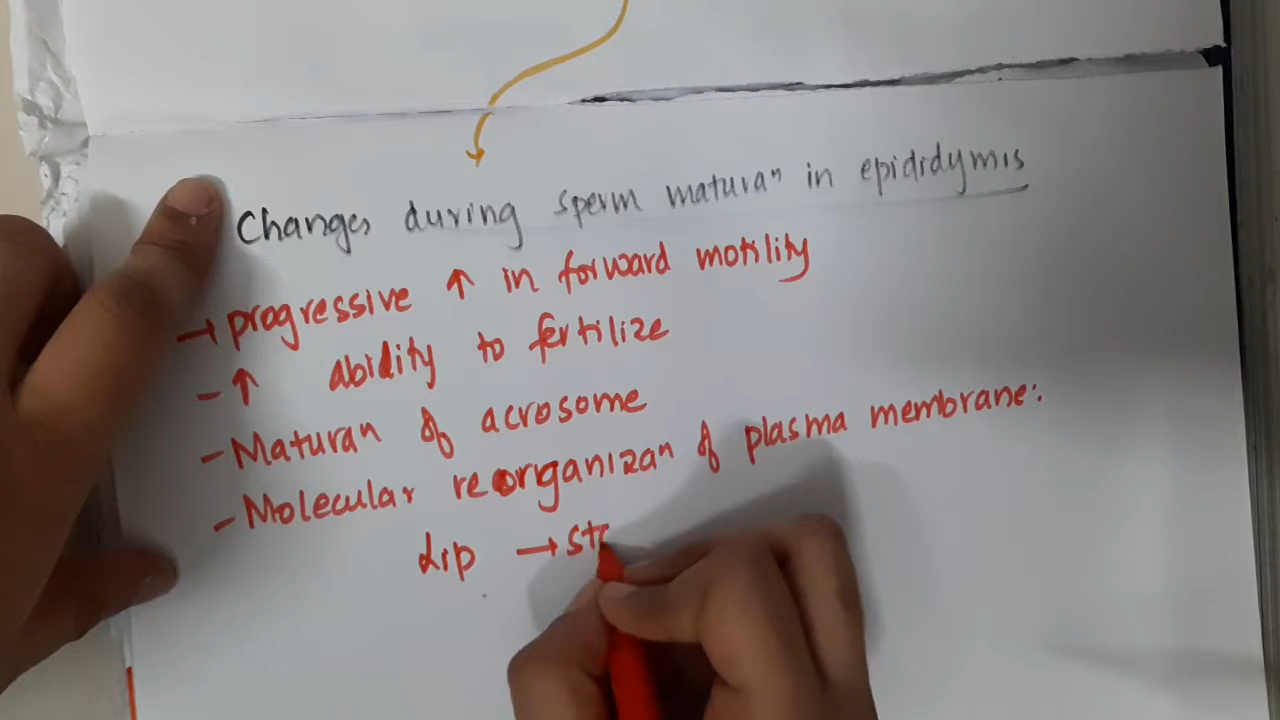 Changes during sperm maturaⁿ in epididymis
→ progressive ↑ in forward motility
- ↑ ability to fertilize
- Maturan of acrosome
- Molecular reorganizaⁿ of plasma membrane:
Lip → st